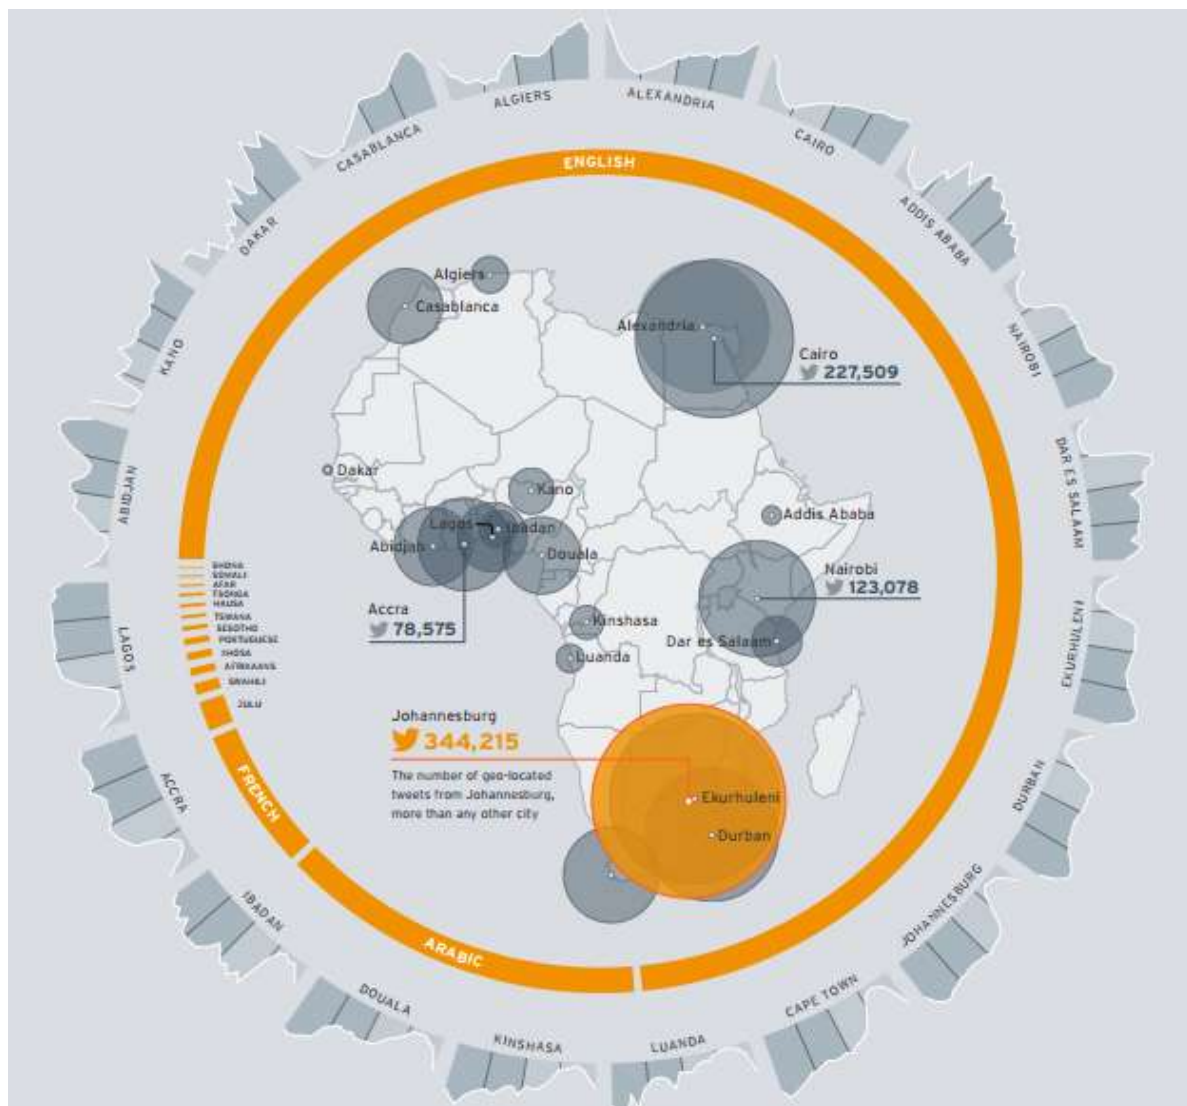 ALGIERS
ALEXANDRIA
CASABLANCA
CAIRO
DAKAR
ADDIS ABABA
KANO
NAIROBI
ABIDJAN
DAR ES SALAAM
LAGOS
EKURHULENI
ACCRA
DURBAN
IBADAN
JOHANNESBURG
DOUALA
CAPE TOWN
KINSHASA
LUANDA
ENGLISH
SHONA
SOMALI
AFAR
TSONGA
HAUSA
TSWANA
SESOTHO
PORTUGUESE
XHOSA
AFRIKAANS
SWAHILI
ZULU
FRENCH
ARABIC
Algiers
Casablanca
Alexandria
Cairo
227,509
Dakar
Kano
Addis Ababa
Lagos
Ibadan
Abidjan
Douala
Nairobi
123,078
Accra
78,575
Kinshasa
Dar es Salaam
Luanda
Johannesburg
344,215
The number of geo-located
tweets from Johannesburg,
more than any other city
Ekurhuleni
Durban